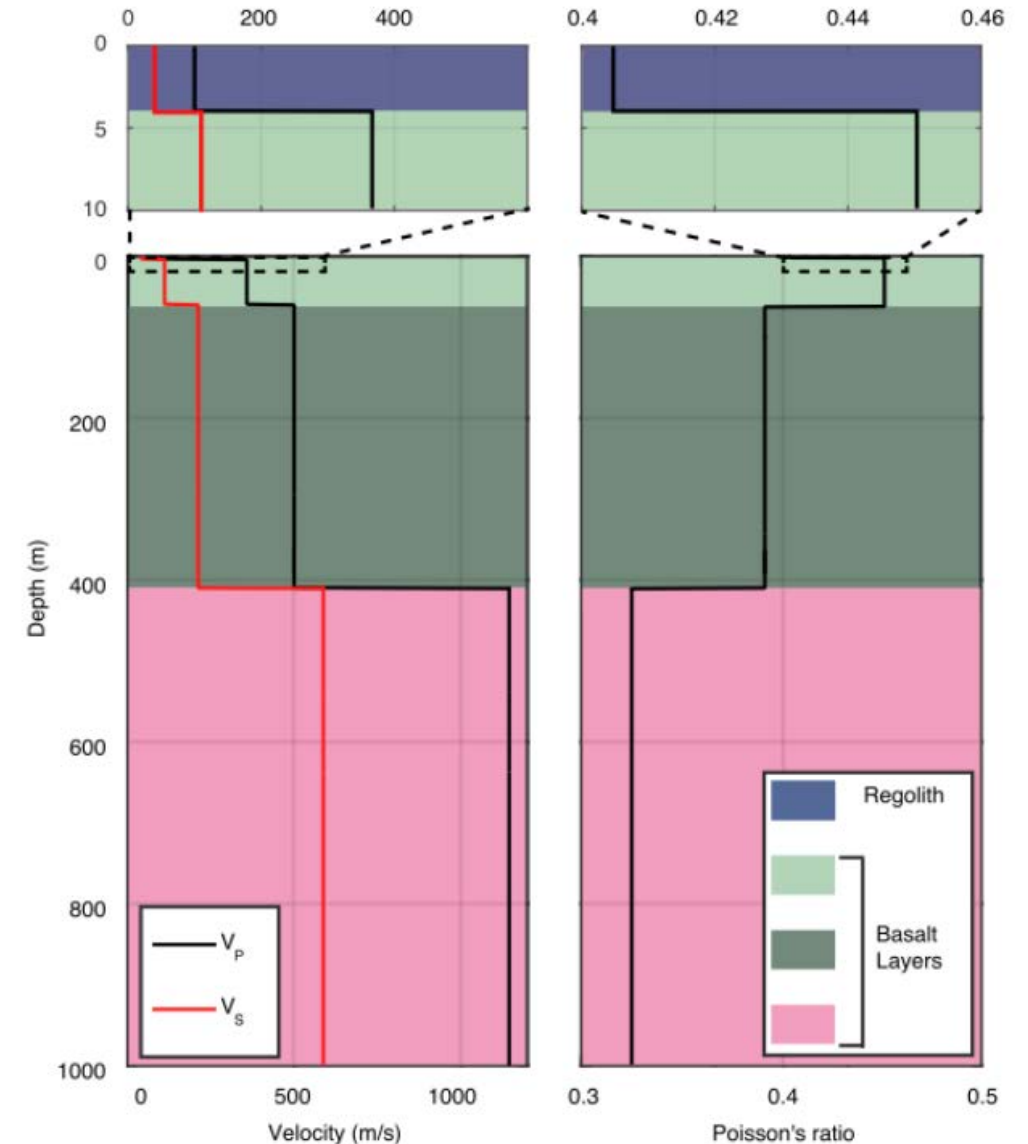 0 200 400
0.4 0.42 0.44 0.46
0
5
10
0
200
400
600
800
1000
Depth (m)
V_P
V_S
Regolith
Basalt
Layers
0 500 1000
0.3 0.4 0.5
Velocity (m/s)
Poisson's ratio